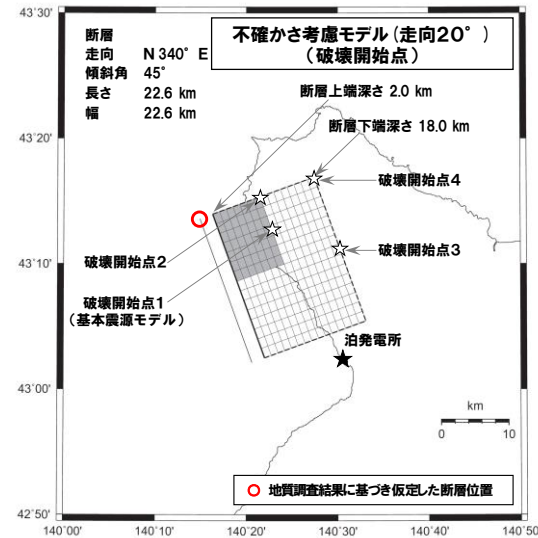 43°30'
断層
走向 N 340° E
傾斜角 45°
長さ 22.6 km
幅 22.6 km
不確かさ考慮モデル(走向20°)
(破壊開始点)
断層上端深さ 2.0 km
断層下端深さ 18.0 km
43°20'
破壊開始点4
破壊開始点2
破壊開始点3
43°10'
破壊開始点1
(基本震源モデル)
泊発電所
43°00'
km
0 10
地質調査結果に基づき仮定した断層位置
42°50'
140°00' 140°10' 140°20' 140°30' 140°40' 140°50'